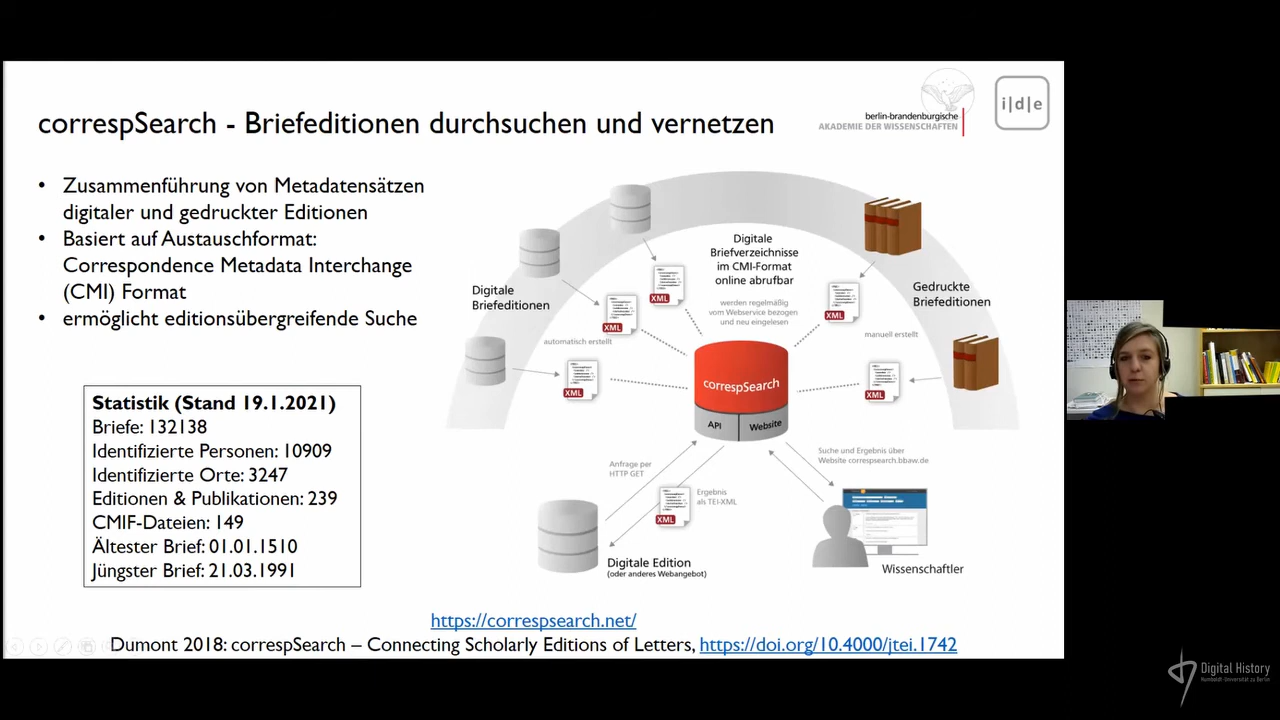 correspSearch - Briefeditionen durchsuchen und vernetzen
berlin-brandenburgische
AKADEMIE DER WISSENSCHAFTEN
i|d|e
• Zusammenführung von Metadatensätzen
digitaler und gedruckter Editionen
• Basiert auf Austauschformat:
Correspondence Metadata Interchange
(CMI) Format
• ermöglicht editionsübergreifende Suche
Statistik (Stand 19.1.2021)
Briefe: 132138
Identifizierte Personen: 10909
Identifizierte Orte: 3247
Editionen & Publikationen: 239
CMIF-Dateien: 149
Ältester Brief: 01.01.1510
Jüngster Brief: 21.03.1991
Digitale
Briefeditionen
XML
XML
XML
automatisch erstellt
Digitale
Briefverzeichnisse
im CMI-Format
online abrufbar
werden regelmäßig
vom Webservice bezogen
und neu eingelesen
XML
XML
Gedruckte
Briefeditionen
manuell erstellt
correspSearch
API
Website
Anfrage per
HTTP GET
XML
Ergebnis
als TEI-XML
Suche und Ergebnis über
Website correspsearch.bbaw.de
Digitale Edition
(oder anderes Webangebot)
Wissenschaftler
https://correspsearch.net/
Dumont 2018: correspSearch – Connecting Scholarly Editions of Letters, https://doi.org/10.4000/jtei.1742
Digital History
Humboldt-Universität zu Berlin